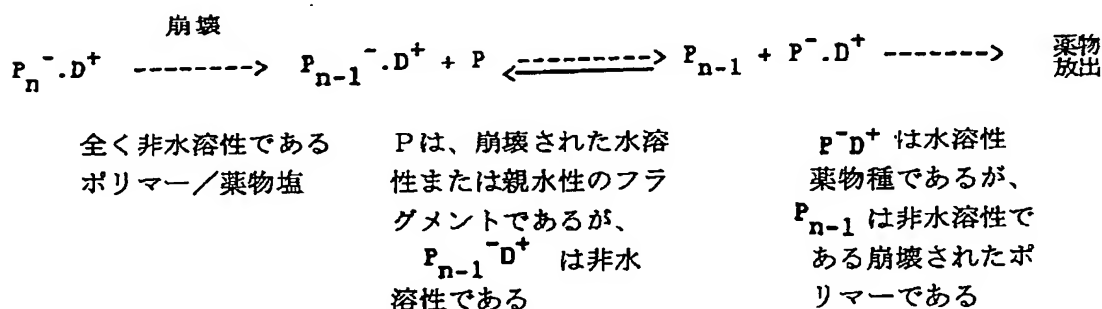 崩壊
Pn⁻.D⁺ --------> Pn-1⁻.D⁺ + P <--------> Pn-1 + P⁻.D⁺ -------> 薬物
放出
全く非水溶性である
ポリマー/薬物塩
Pは、崩壊された水溶
性または親水性のフラ
グメントであるが、
Pn-1⁻D⁺ は非水
溶性である
P⁻D⁺ は水溶性
薬物種であるが、
Pn-1 は非水溶性で
ある崩壊されたポ
リマーである